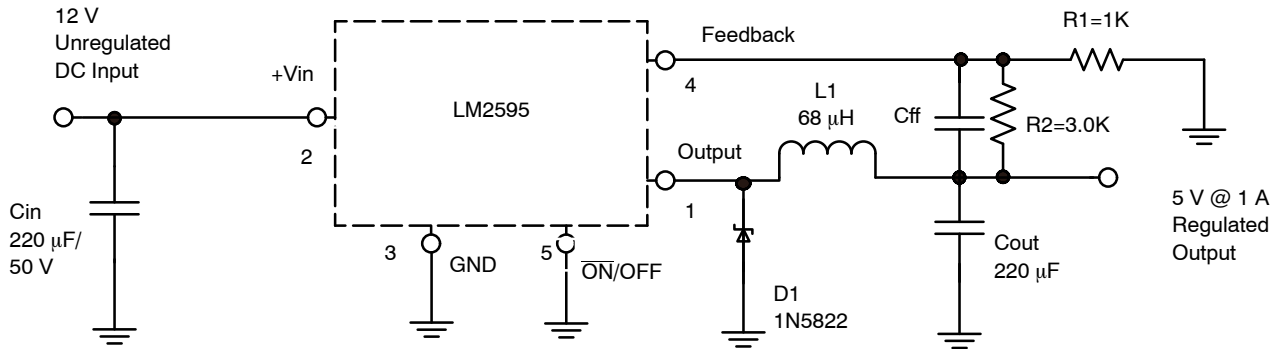 12 V
Unregulated
DC Input
+Vin
2
LM2595
Feedback
4
R1=1K
L1
68 μH
Cff
R2=3.0K
Output
1
5 V @ 1 A
Regulated
Output
Cin
220 μF/
50 V
3
GND
5
ON/OFF
D1
1N5822
Cout
220 μF